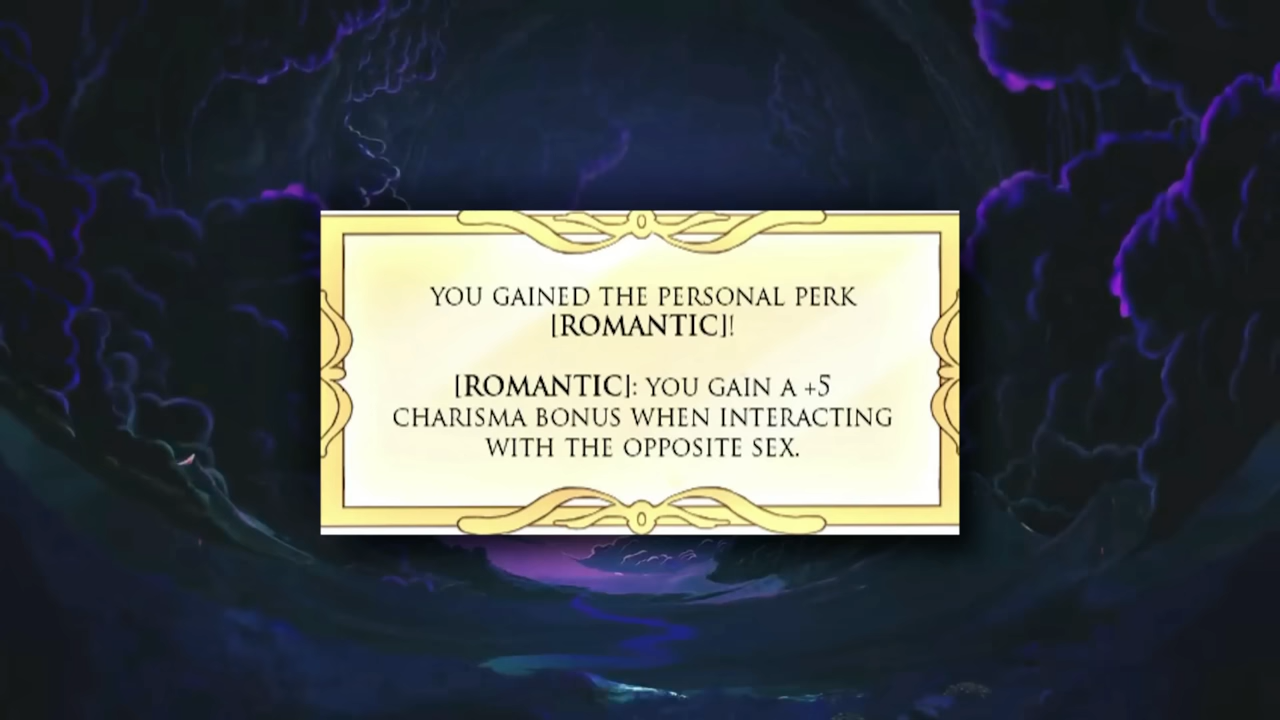 YOU GAINED THE PERSONAL PERK
[ROMANTIC]!
[ROMANTIC]: YOU GAIN A +5
CHARISMA BONUS WHEN INTERACTING
WITH THE OPPOSITE SEX.